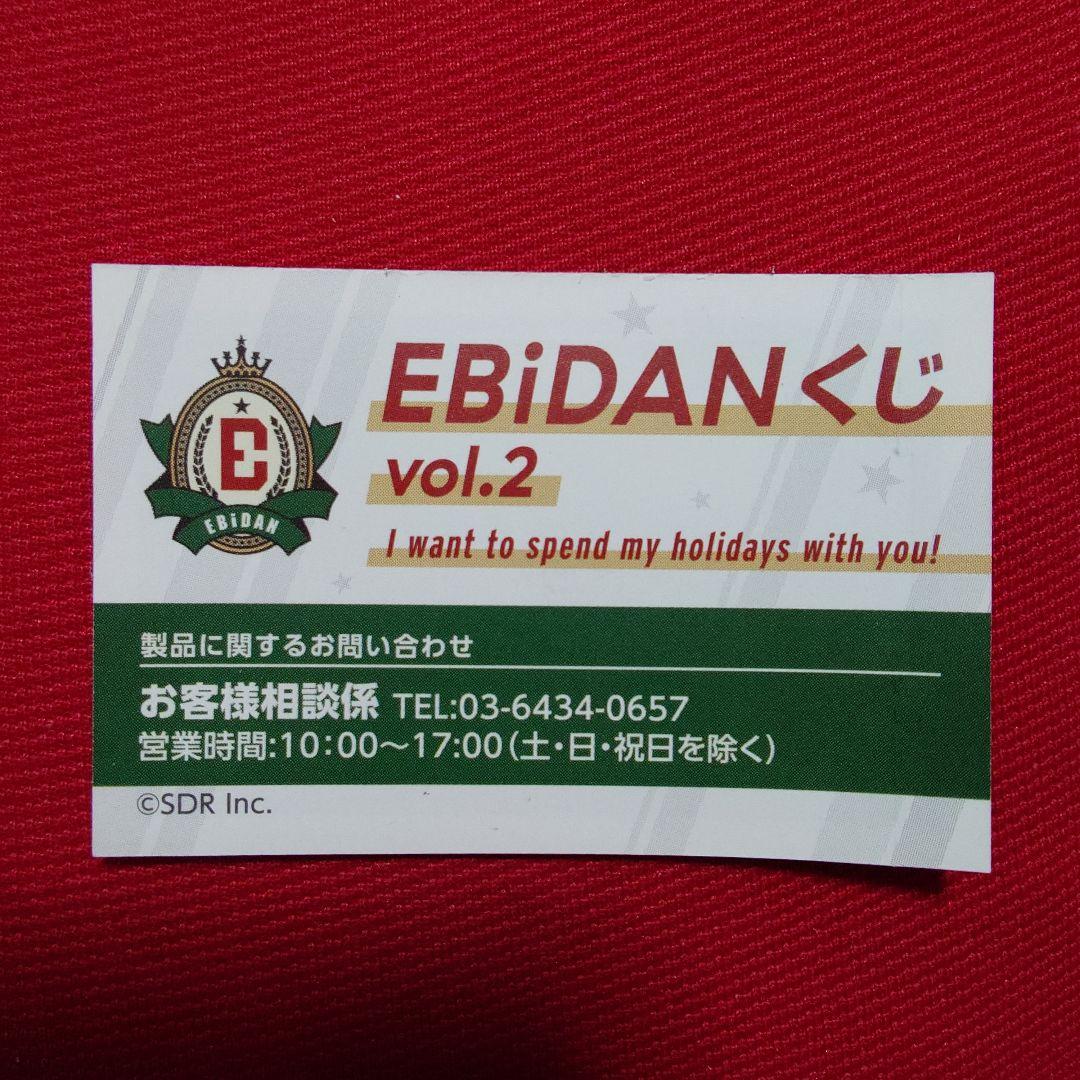 E
EBiDAN
EBiDANくじ
vol.2
I want to spend my holidays with you!
製品に関するお問い合わせ
お客様相談係 TEL:03-6434-0657
営業時間:10:00～17:00(土・日・祝日を除く)
©SDR Inc.